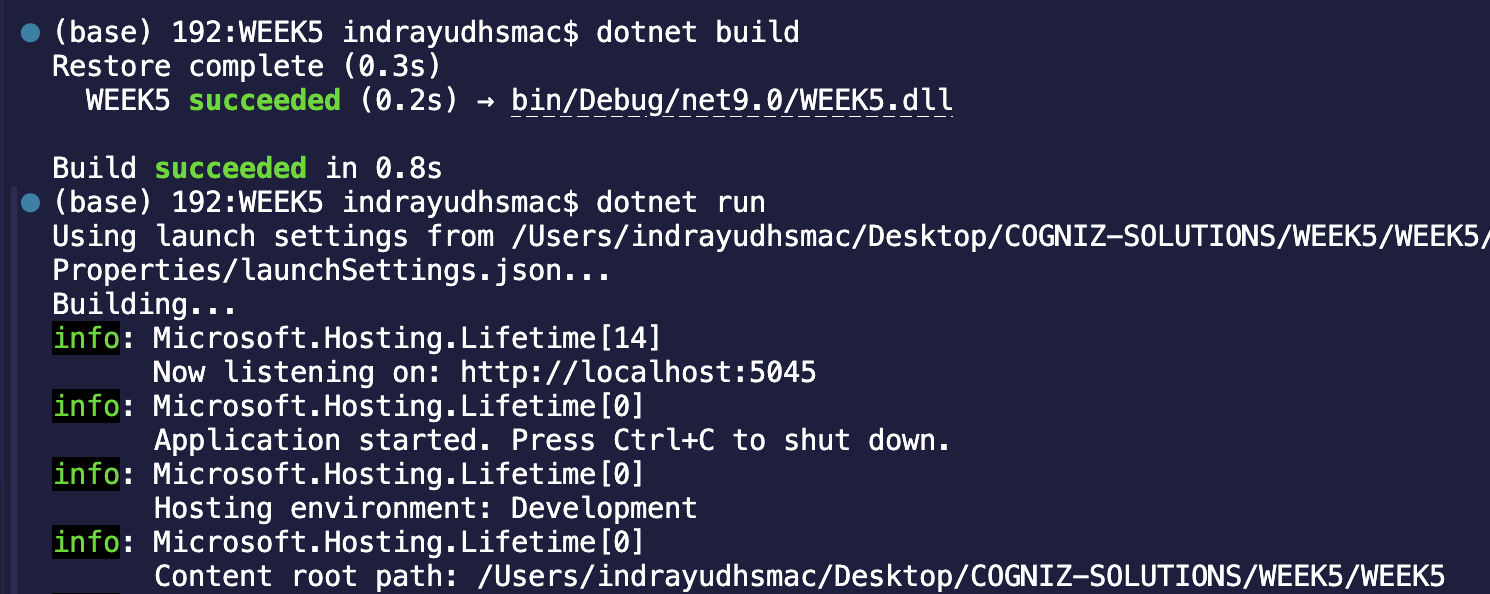 (base) 192:WEEK5 indrayudhsmac$ dotnet build
Restore complete (0.3s)
  WEEK5 succeeded (0.2s) → bin/Debug/net9.0/WEEK5.dll

Build succeeded in 0.8s
(base) 192:WEEK5 indrayudhsmac$ dotnet run
Using launch settings from /Users/indrayudhsmac/Desktop/COGNIZ-SOLUTIONS/WEEK5/WEEK5/
Properties/launchSettings.json...
Building...
info: Microsoft.Hosting.Lifetime[14]
      Now listening on: http://localhost:5045
info: Microsoft.Hosting.Lifetime[0]
      Application started. Press Ctrl+C to shut down.
info: Microsoft.Hosting.Lifetime[0]
      Hosting environment: Development
info: Microsoft.Hosting.Lifetime[0]
      Content root path: /Users/indrayudhsmac/Desktop/COGNIZ-SOLUTIONS/WEEK5/WEEK5